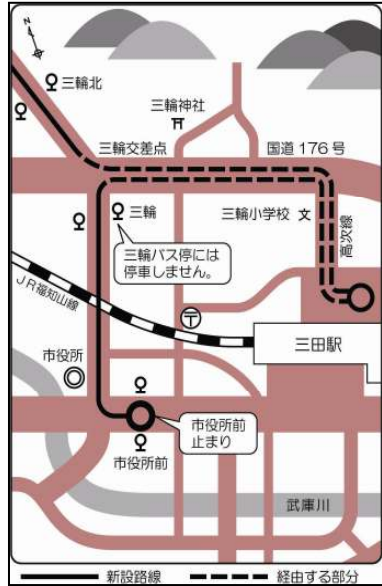 N
三輪北
三輪神社
三輪交差点
国道176号
三輪
三輪小学校 文
高次線
三輪バス停には
停車しません。
JR福知山線
〒
三田駅
市役所
市役所前
止まり
市役所前
武庫川
新設路線
経由する部分